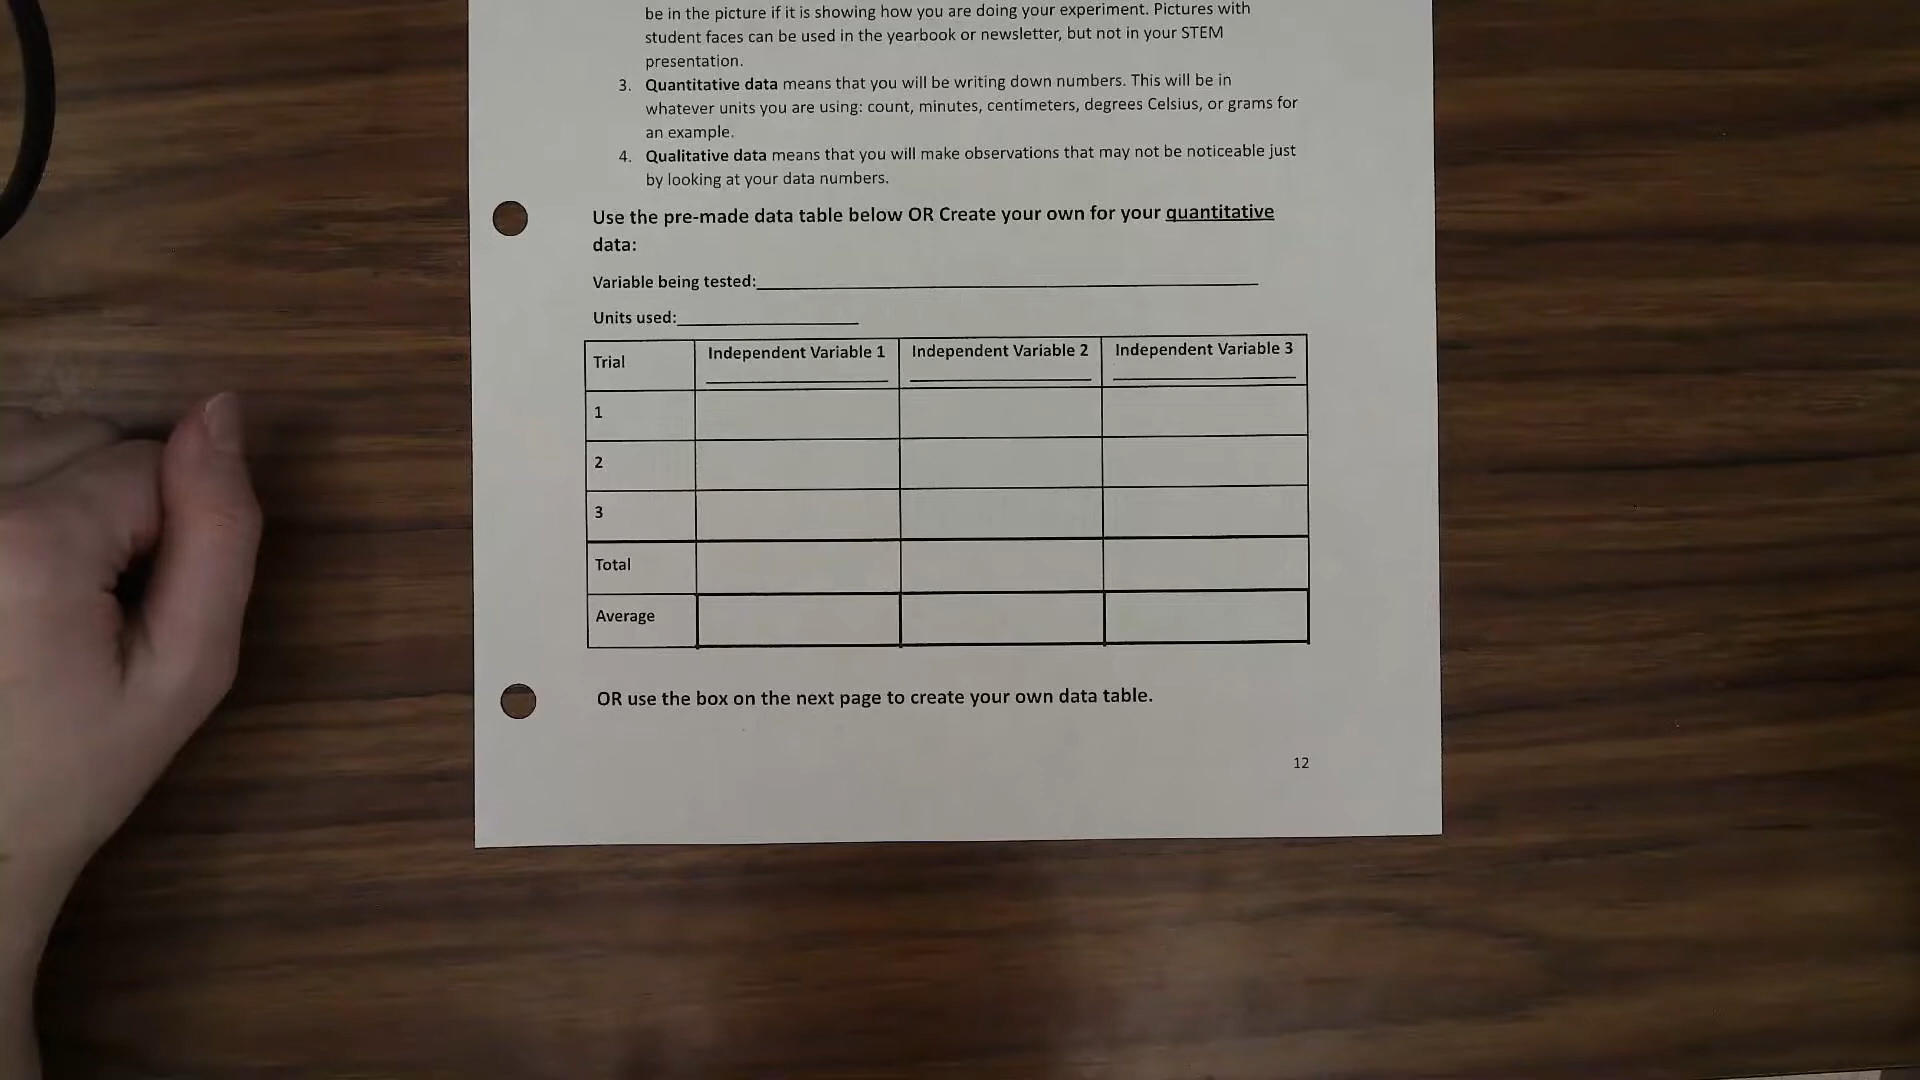 be in the picture if it is showing how you are doing your experiment. Pictures with
student faces can be used in the yearbook or newsletter, but not in your STEM
presentation.
3. Quantitative data means that you will be writing down numbers. This will be in
whatever units you are using: count, minutes, centimeters, degrees Celsius, or grams for
an example.
4. Qualitative data means that you will make observations that may not be noticeable just
by looking at your data numbers.
Use the pre-made data table below OR Create your own for your quantitative
data:
Variable being tested:
Units used:
Trial Independent Variable 1 Independent Variable 2 Independent Variable 3
1
2
3
Total
Average
OR use the box on the next page to create your own data table.
12